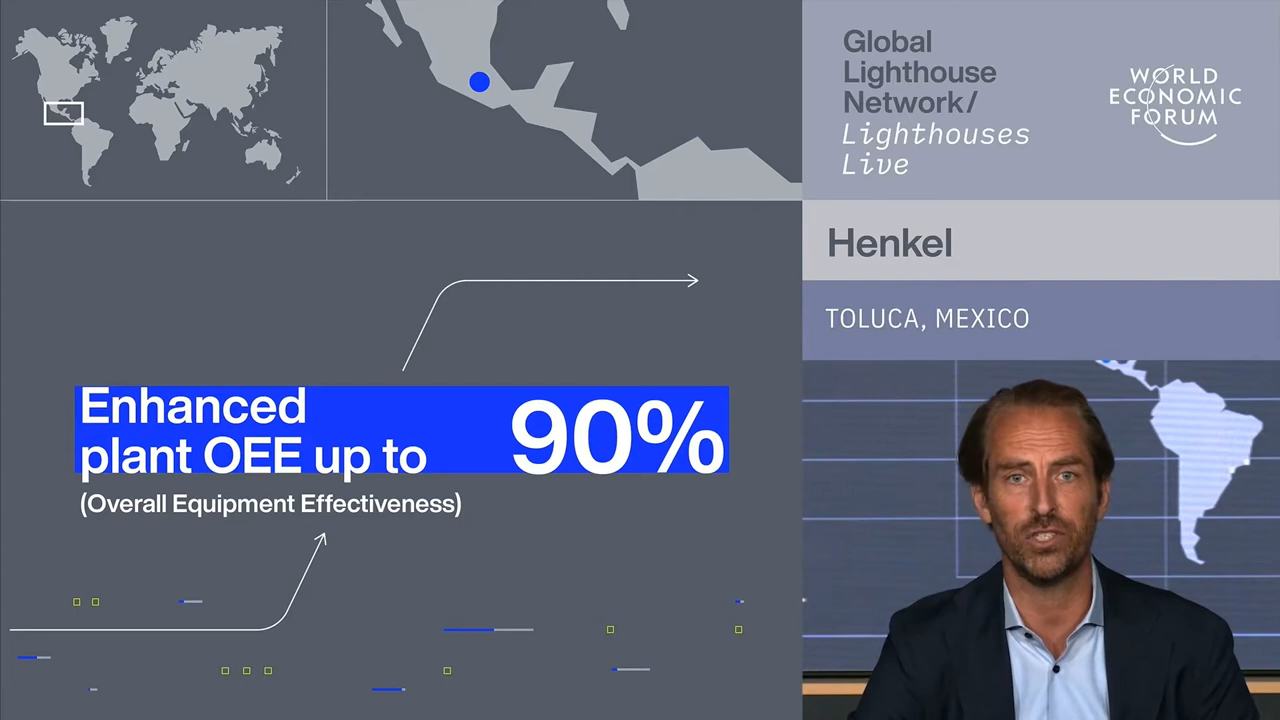 Global
Lighthouse
Network/
Lighthouses
Live
WORLD
ECONOMIC
FORUM
Henkel
TOLUCA, MEXICO
Enhanced
plant OEE up to
90%
(Overall Equipment Effectiveness)